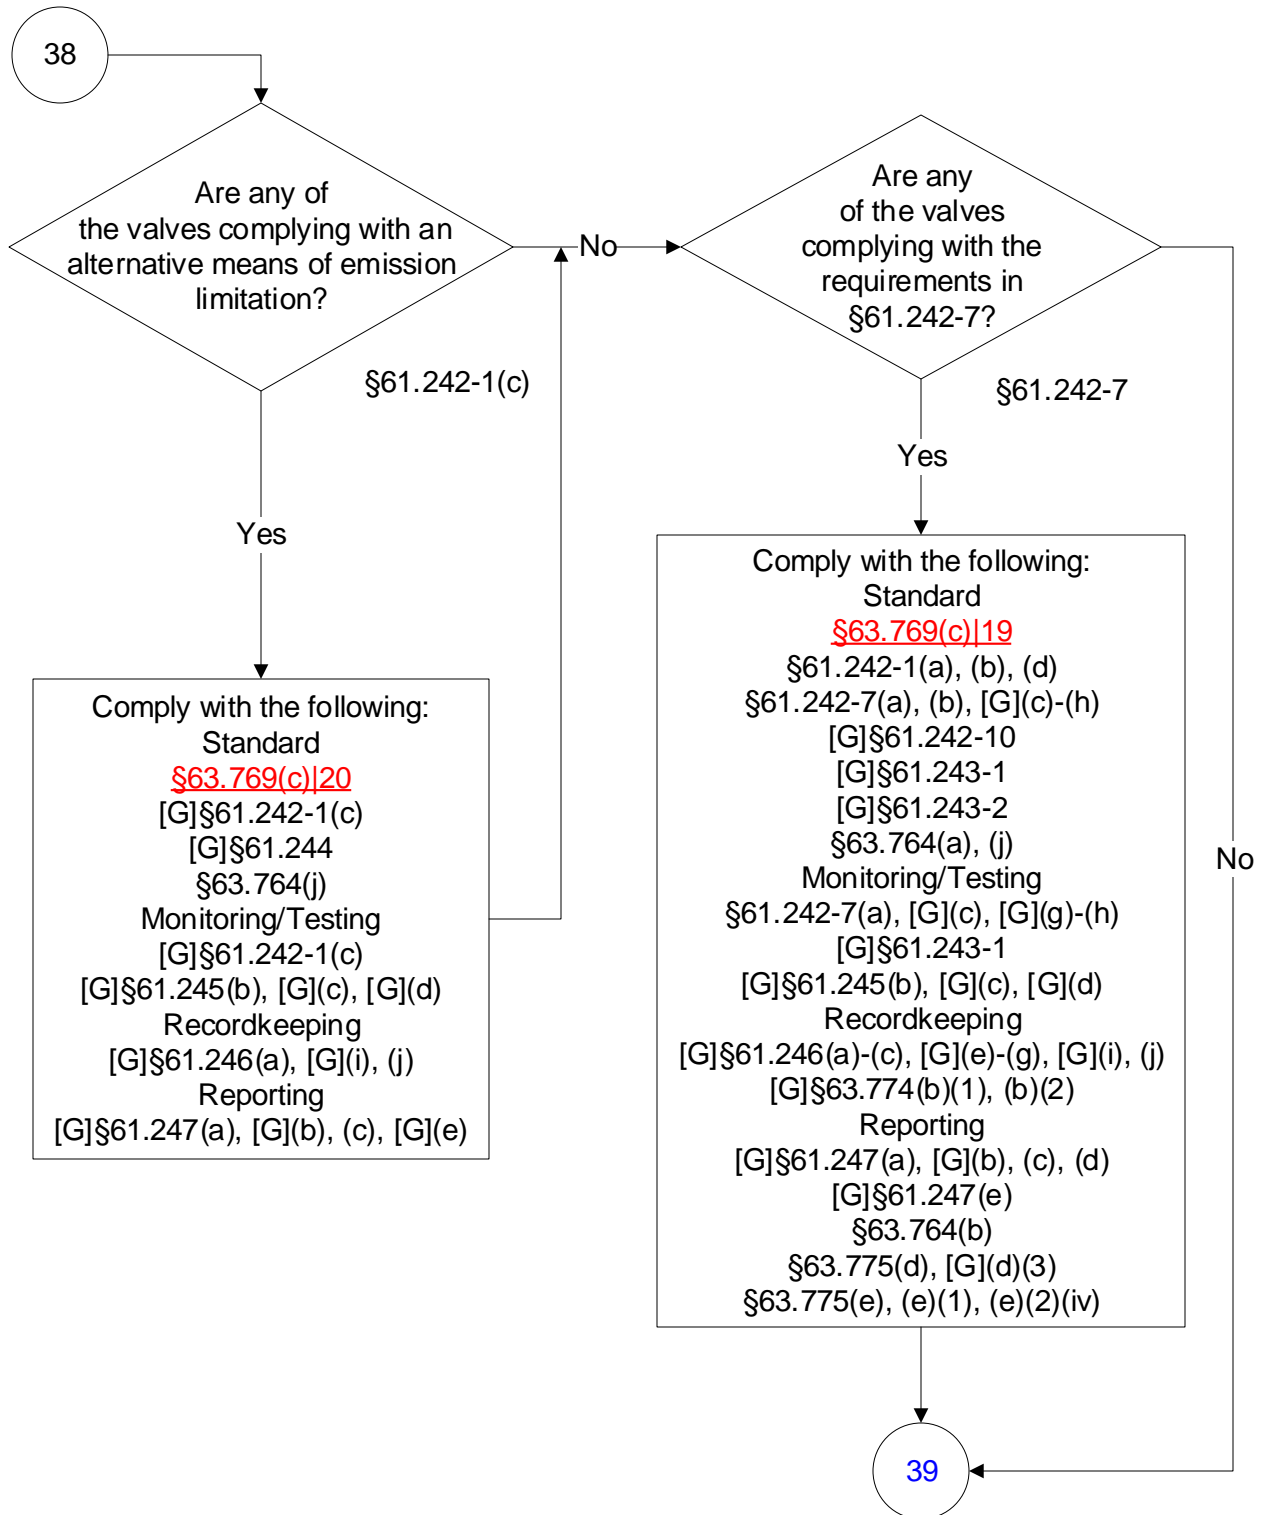 38
Are any of
the valves complying with an
alternative means of emission
limitation?
§61.242-1(c)
No
Yes
Comply with the following:
Standard
§63.769(c)|20
[G]§61.242-1(c)
[G]§61.244
§63.764(j)
Monitoring/Testing
[G]§61.242-1(c)
[G]§61.245(b), [G](c), [G](d)
Recordkeeping
[G]§61.246(a), [G](i), (j)
Reporting
[G]§61.247(a), [G](b), (c), [G](e)
Are any
of the valves
complying with the
requirements in
§61.242-7?
§61.242-7
Yes
No
Comply with the following:
Standard
§63.769(c)|19
§61.242-1(a), (b), (d)
§61.242-7(a), (b), [G](c)-(h)
[G]§61.242-10
[G]§61.243-1
[G]§61.243-2
§63.764(a), (j)
Monitoring/Testing
§61.242-7(a), [G](c), [G](g)-(h)
[G]§61.243-1
[G]§61.245(b), [G](c), [G](d)
Recordkeeping
[G]§61.246(a)-(c), [G](e)-(g), [G](i), (j)
[G]§63.774(b)(1), (b)(2)
Reporting
[G]§61.247(a), [G](b), (c), (d)
[G]§61.247(e)
§63.764(b)
§63.775(d), [G](d)(3)
§63.775(e), (e)(1), (e)(2)(iv)
39